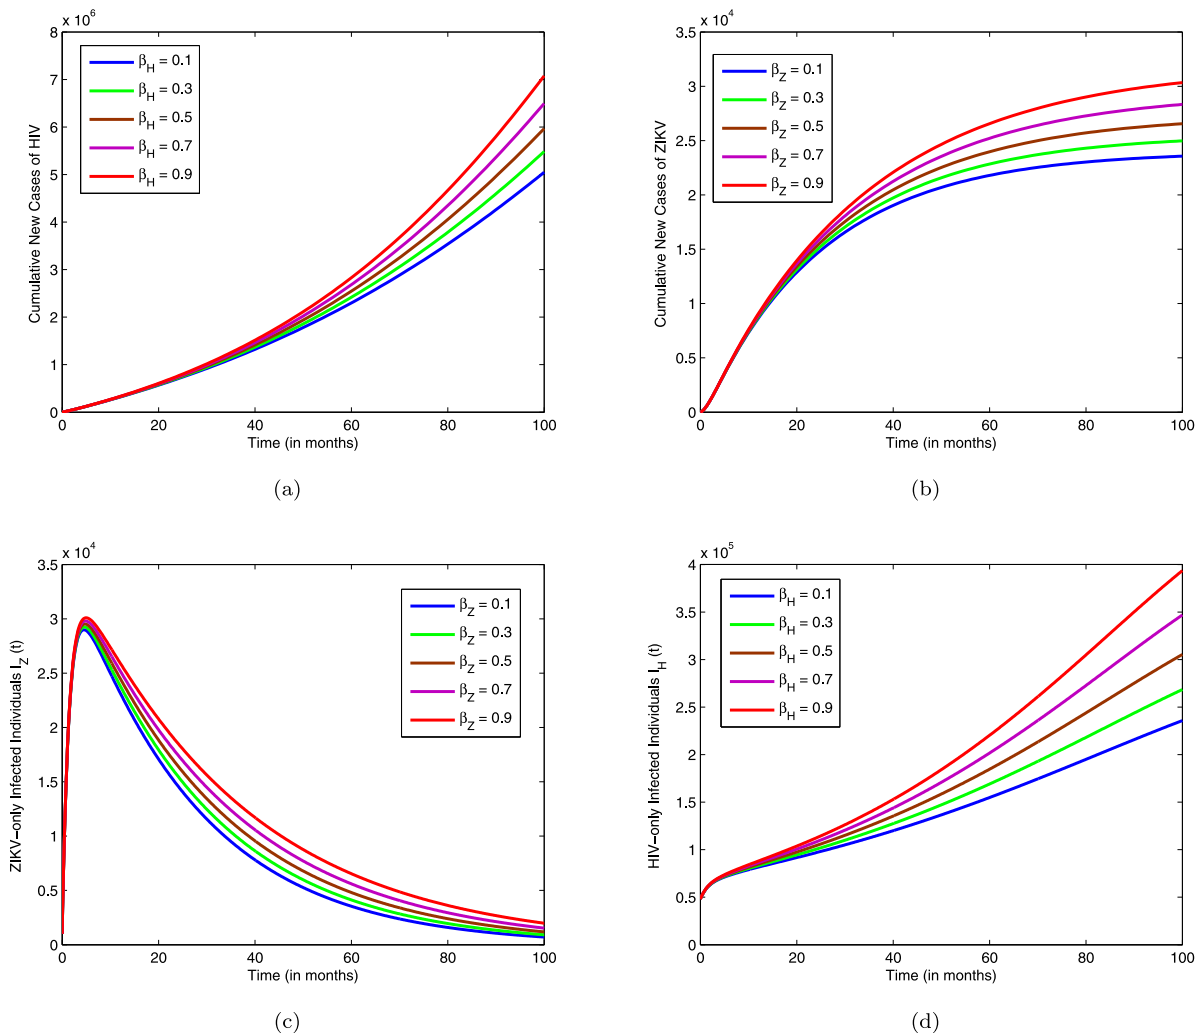 x 10^6
8
7
6
5
4
3
2
1
0
Cumulative New Cases of HIV
β_H = 0.1
β_H = 0.3
β_H = 0.5
β_H = 0.7
β_H = 0.9
0 20 40 60 80 100
Time (in months)
(a)
x 10^4
3.5
3
2.5
2
1.5
1
0.5
0
Cumulative New Cases of ZIKV
β_Z = 0.1
β_Z = 0.3
β_Z = 0.5
β_Z = 0.7
β_Z = 0.9
0 20 40 60 80 100
Time (in months)
(b)
x 10^4
3.5
3
2.5
2
1.5
1
0.5
0
ZIKV−only Infected Individuals I_Z (t)
β_Z = 0.1
β_Z = 0.3
β_Z = 0.5
β_Z = 0.7
β_Z = 0.9
0 20 40 60 80 100
Time (in months)
(c)
x 10^5
4
3.5
3
2.5
2
1.5
1
0.5
0
HIV−only Infected Individuals I_H (t)
β_H = 0.1
β_H = 0.3
β_H = 0.5
β_H = 0.7
β_H = 0.9
0 20 40 60 80 100
Time (in months)
(d)